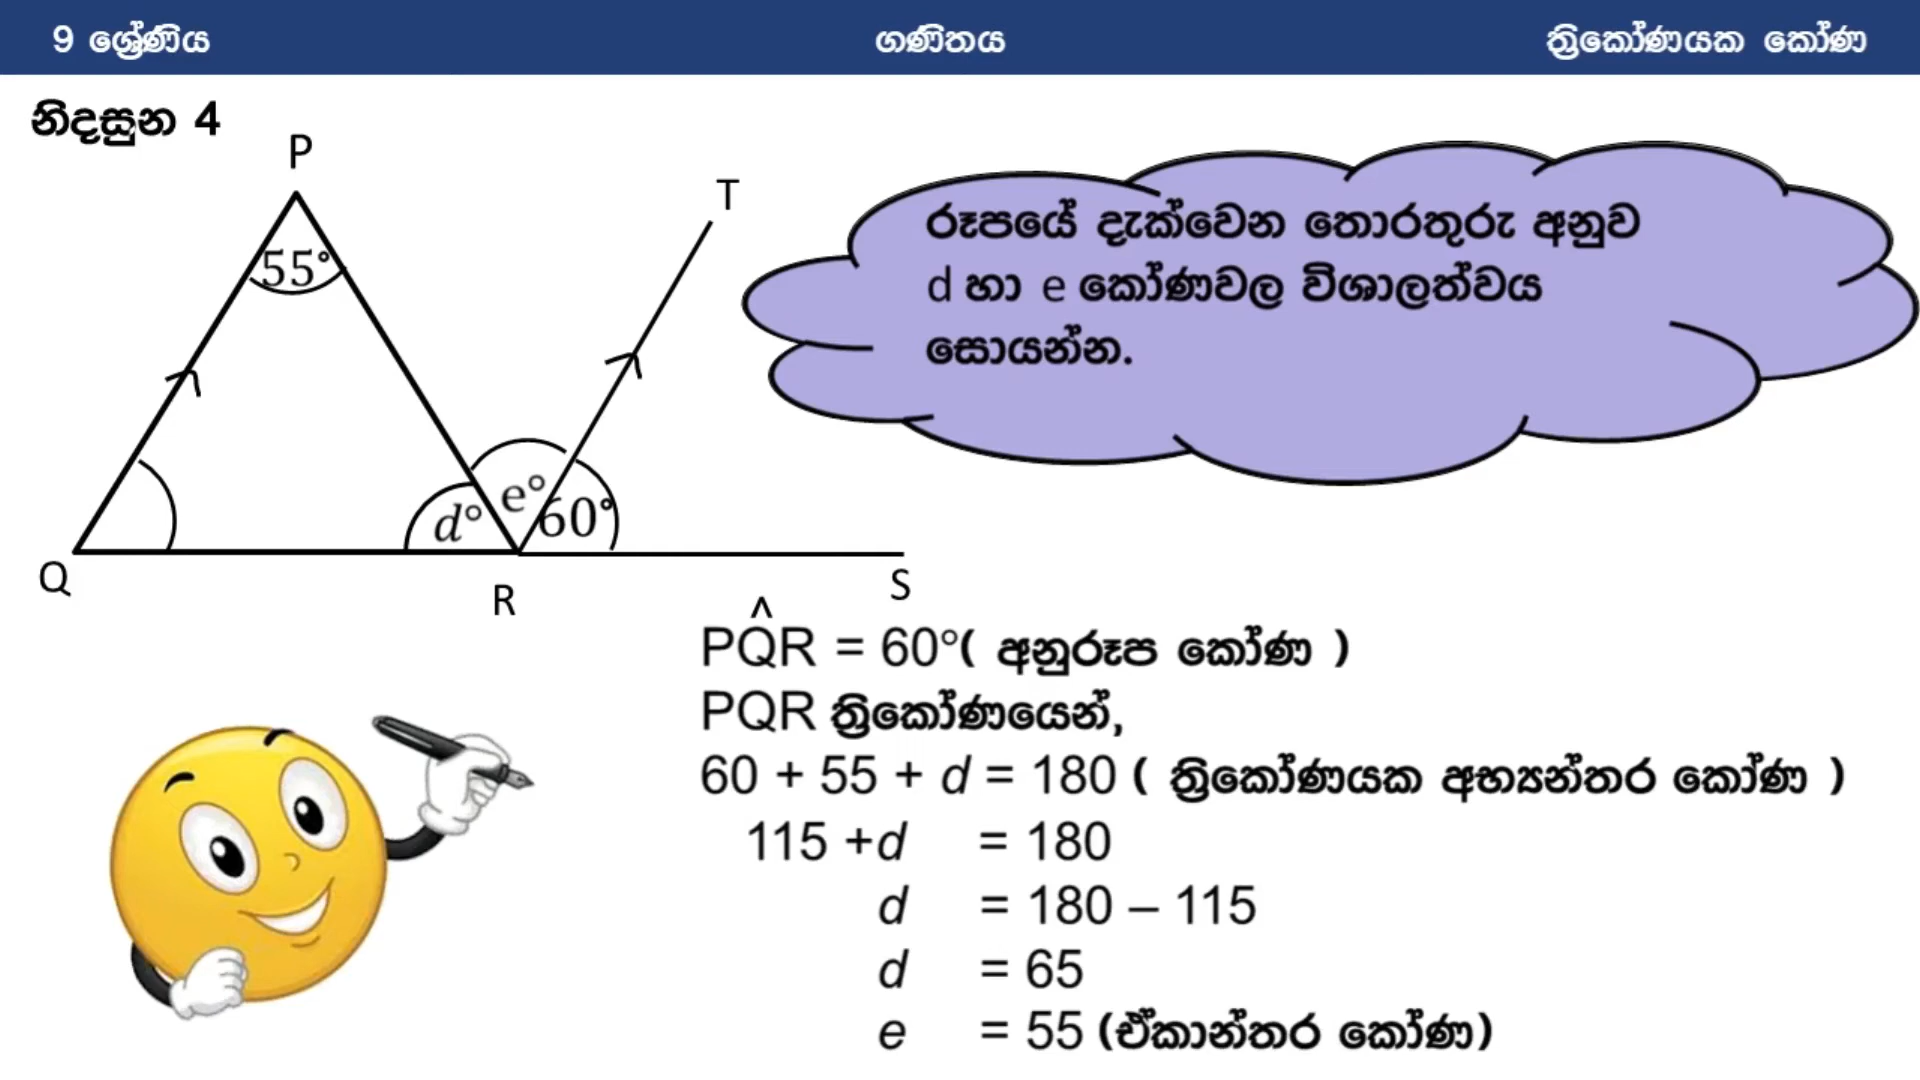 9 ශ්‍රේණිය
ගණිතය
ත්‍රිකෝණයක කෝණ
නිදසුන 4
P
T
55°
රූපයේ දැක්වෙන තොරතුරු අනුව
d හා e කෝණවල විශාලත්වය
සොයන්න.
d°
e°
60°
Q
R
S
PQ̂R = 60°( අනුරූප කෝණ )
PQR ත්‍රිකෝණයෙන්,
60 + 55 + d = 180 ( ත්‍රිකෝණයක අභ්‍යන්තර කෝණ )
115 +d = 180
d = 180 – 115
d = 65
e = 55 (ඒකාන්තර කෝණ)